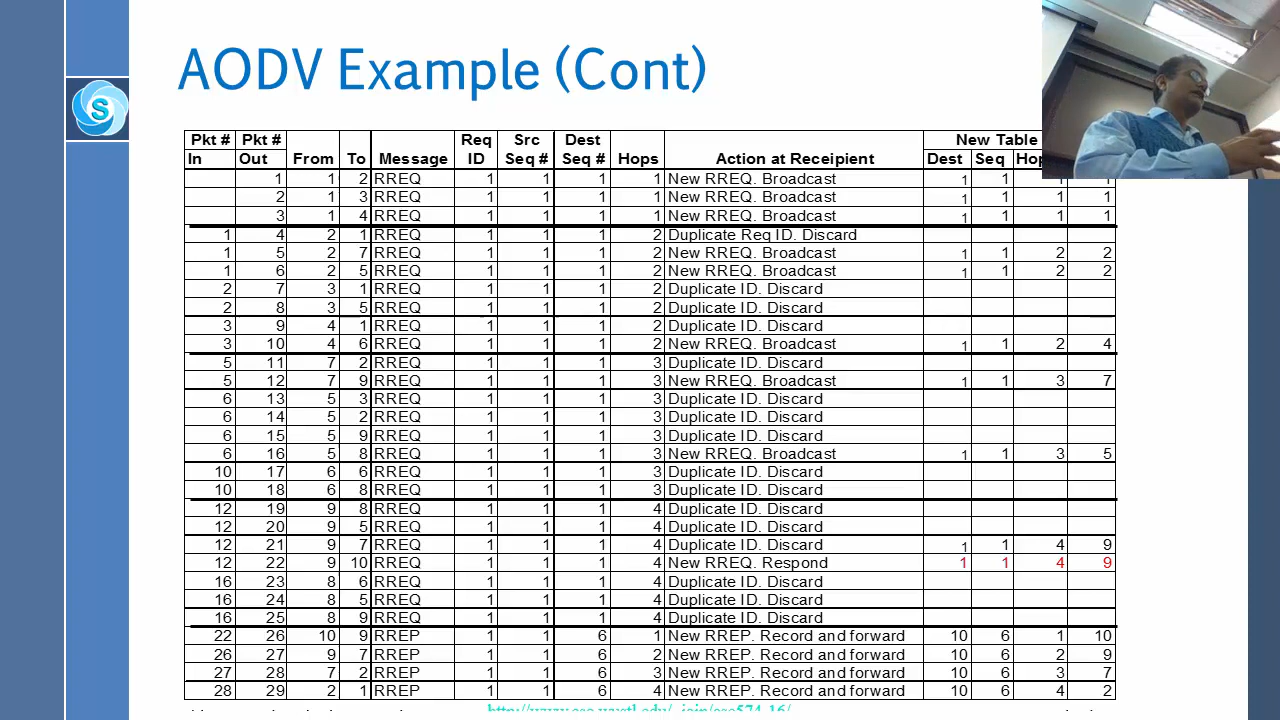 AODV Example (Cont)
S
Pkt # Pkt # Req Src Dest New Table
In Out From To Message ID Seq # Seq # Hops Action at Receipient Dest Seq Hop
1 1 2 RREQ 1 1 1 1 New RREQ. Broadcast 1 1 1 1
2 1 3 RREQ 1 1 1 1 New RREQ. Broadcast 1 1 1 1
3 1 4 RREQ 1 1 1 1 New RREQ. Broadcast 1 1 1 1
1 4 2 1 RREQ 1 1 1 2 Duplicate Req ID. Discard
1 5 2 7 RREQ 1 1 1 2 New RREQ. Broadcast 1 1 2 2
1 6 2 5 RREQ 1 1 1 2 New RREQ. Broadcast 1 1 2 2
2 7 3 1 RREQ 1 1 1 2 Duplicate ID. Discard
2 8 3 5 RREQ 1 1 1 2 Duplicate ID. Discard
3 9 4 1 RREQ 1 1 1 2 Duplicate ID. Discard
3 10 4 6 RREQ 1 1 1 2 New RREQ. Broadcast 1 1 2 4
5 11 7 2 RREQ 1 1 1 3 Duplicate ID. Discard
5 12 7 9 RREQ 1 1 1 3 New RREQ. Broadcast 1 1 3 7
6 13 5 3 RREQ 1 1 1 3 Duplicate ID. Discard
6 14 5 2 RREQ 1 1 1 3 Duplicate ID. Discard
6 15 5 9 RREQ 1 1 1 3 Duplicate ID. Discard
6 16 5 8 RREQ 1 1 1 3 New RREQ. Broadcast 1 1 3 5
10 17 6 6 RREQ 1 1 1 3 Duplicate ID. Discard
10 18 6 8 RREQ 1 1 1 3 Duplicate ID. Discard
12 19 9 8 RREQ 1 1 1 4 Duplicate ID. Discard
12 20 9 5 RREQ 1 1 1 4 Duplicate ID. Discard
12 21 9 7 RREQ 1 1 1 4 Duplicate ID. Discard 1 1 4 9
12 22 9 10 RREQ 1 1 1 4 New RREQ. Respond 1 1 4 9
16 23 8 6 RREQ 1 1 1 4 Duplicate ID. Discard
16 24 8 5 RREQ 1 1 1 4 Duplicate ID. Discard
16 25 8 9 RREQ 1 1 1 4 Duplicate ID. Discard
22 26 10 9 RREP 1 1 6 1 New RREP. Record and forward 10 6 1 10
26 27 9 7 RREP 1 1 6 2 New RREP. Record and forward 10 6 2 9
27 28 7 2 RREP 1 1 6 3 New RREP. Record and forward 10 6 3 7
28 29 2 1 RREP 1 1 6 4 New RREP. Record and forward 10 6 4 2